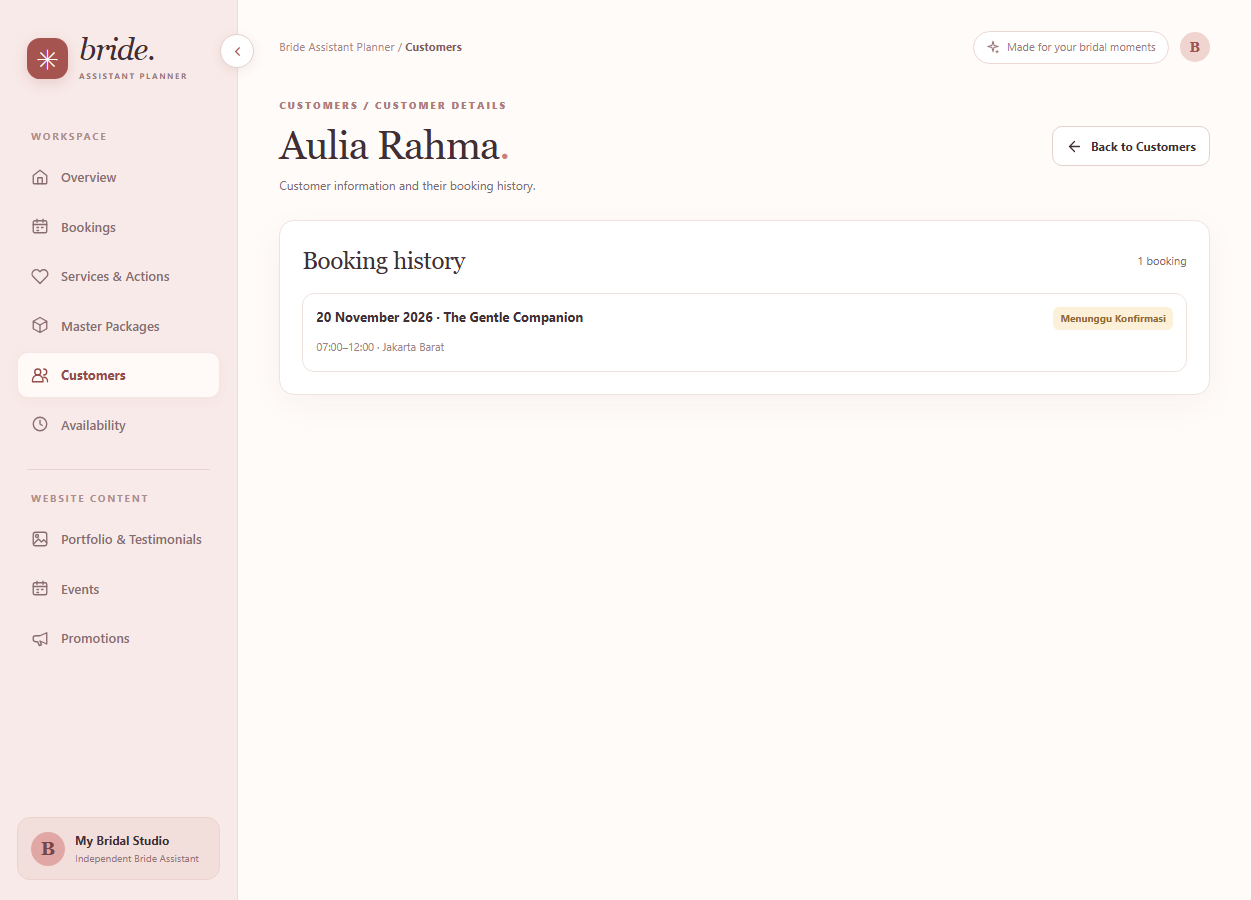 bride.
ASSISTANT PLANNER
WORKSPACE
Overview
Bookings
Services & Actions
Master Packages
Customers
Availability
WEBSITE CONTENT
Portfolio & Testimonials
Events
Promotions
B
My Bridal Studio
Independent Bride Assistant
Bride Assistant Planner / Customers
Made for your bridal moments
B
CUSTOMERS / CUSTOMER DETAILS
Aulia Rahma.
Back to Customers
Customer information and their booking history.
Booking history
1 booking
20 November 2026 · The Gentle Companion
Menunggu Konfirmasi
07:00–12:00 · Jakarta Barat